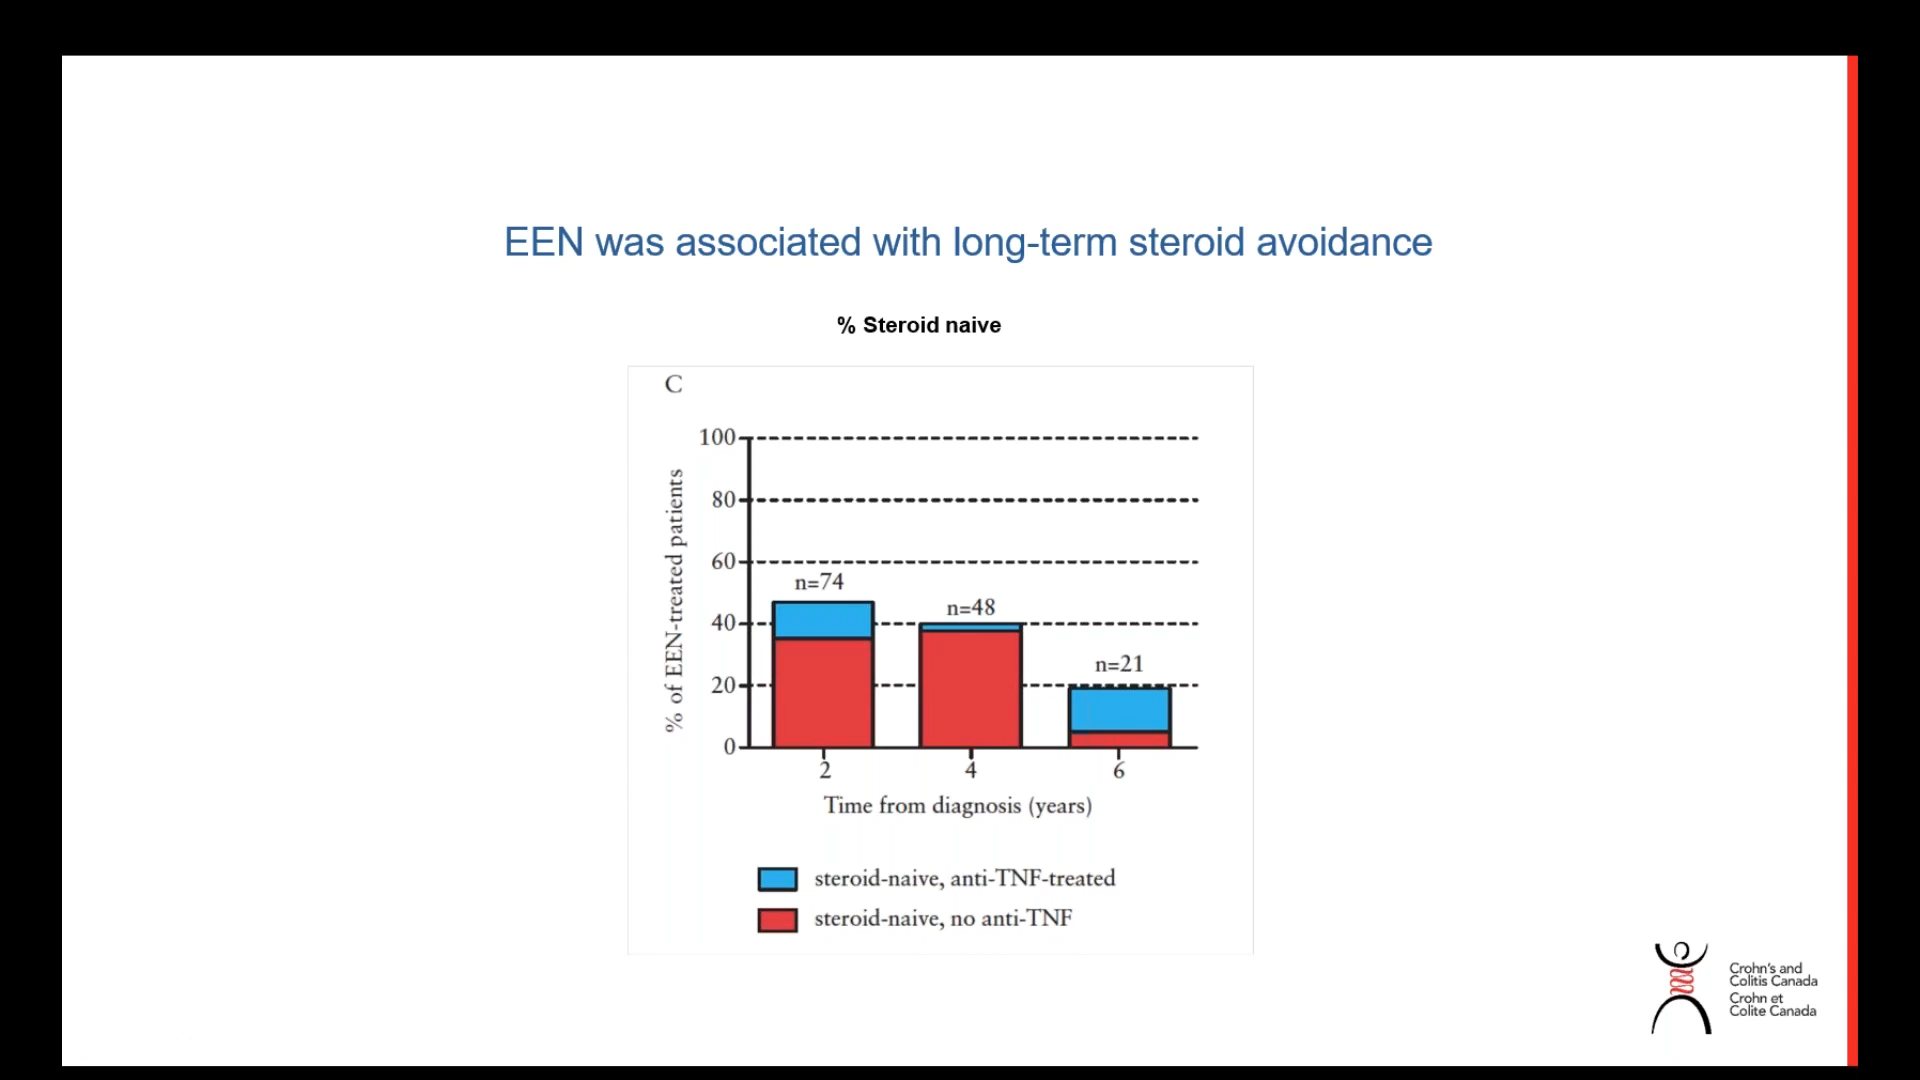 EEN was associated with long-term steroid avoidance
% Steroid naive
C
% of EEN-treated patients
100
80
60
40
20
0
n=74
n=48
n=21
2
4
6
Time from diagnosis (years)
steroid-naive, anti-TNF-treated
steroid-naive, no anti-TNF
Crohn's and
Colitis Canada
Crohn et
Colite Canada